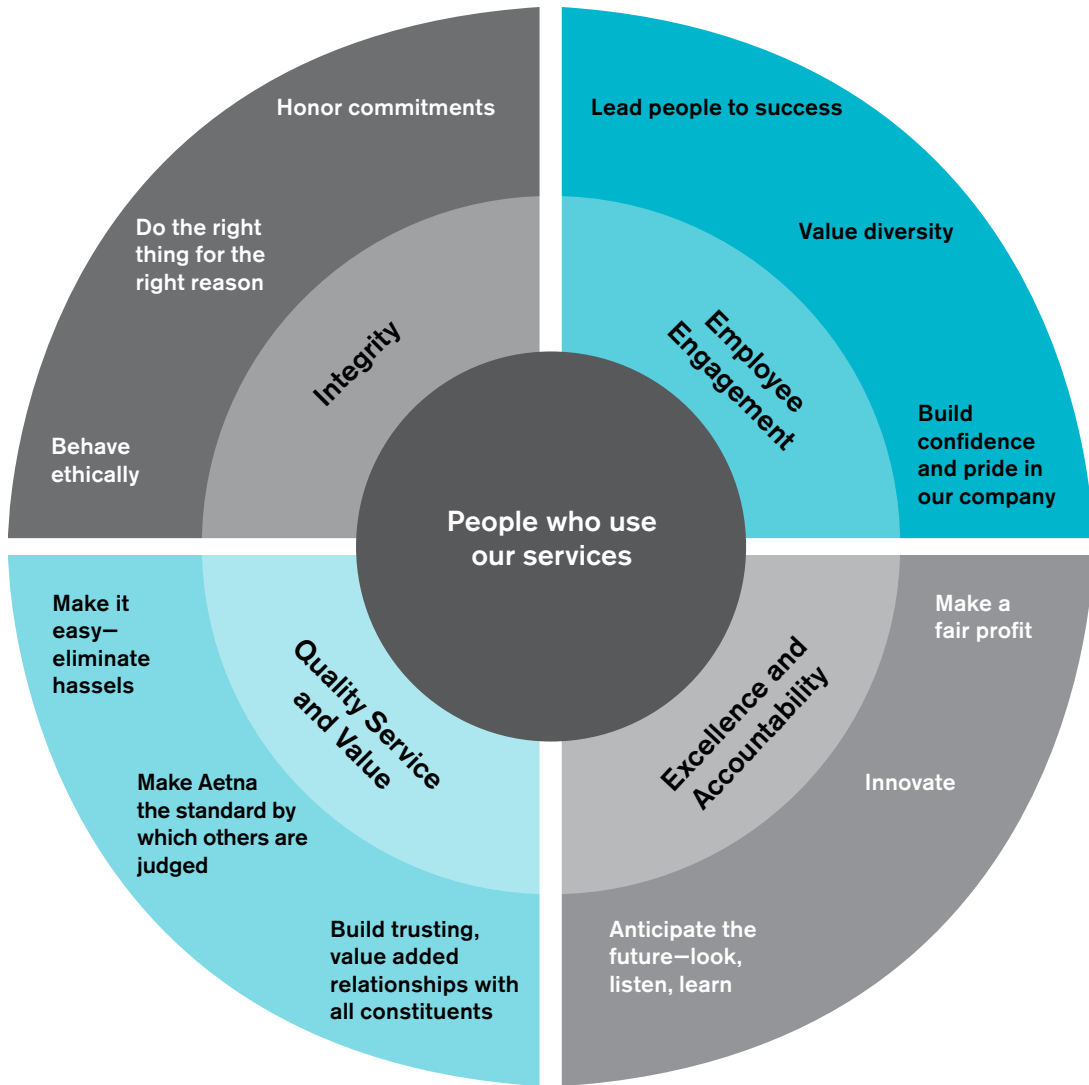 Honor commitments
Do the right
thing for the
right reason
Behave
ethically
Integrity
Lead people to success
Value diversity
Build
confidence
and pride in
our company
Employee
Engagement
People who use
our services
Make it
easy—
eliminate
hassels
Make Aetna
the standard by
which others are
judged
Build trusting,
value added
relationships with
all constituents
Quality Service
and Value
Make a
fair profit
Innovate
Anticipate the
future—look,
listen, learn
Excellence and
Accountability